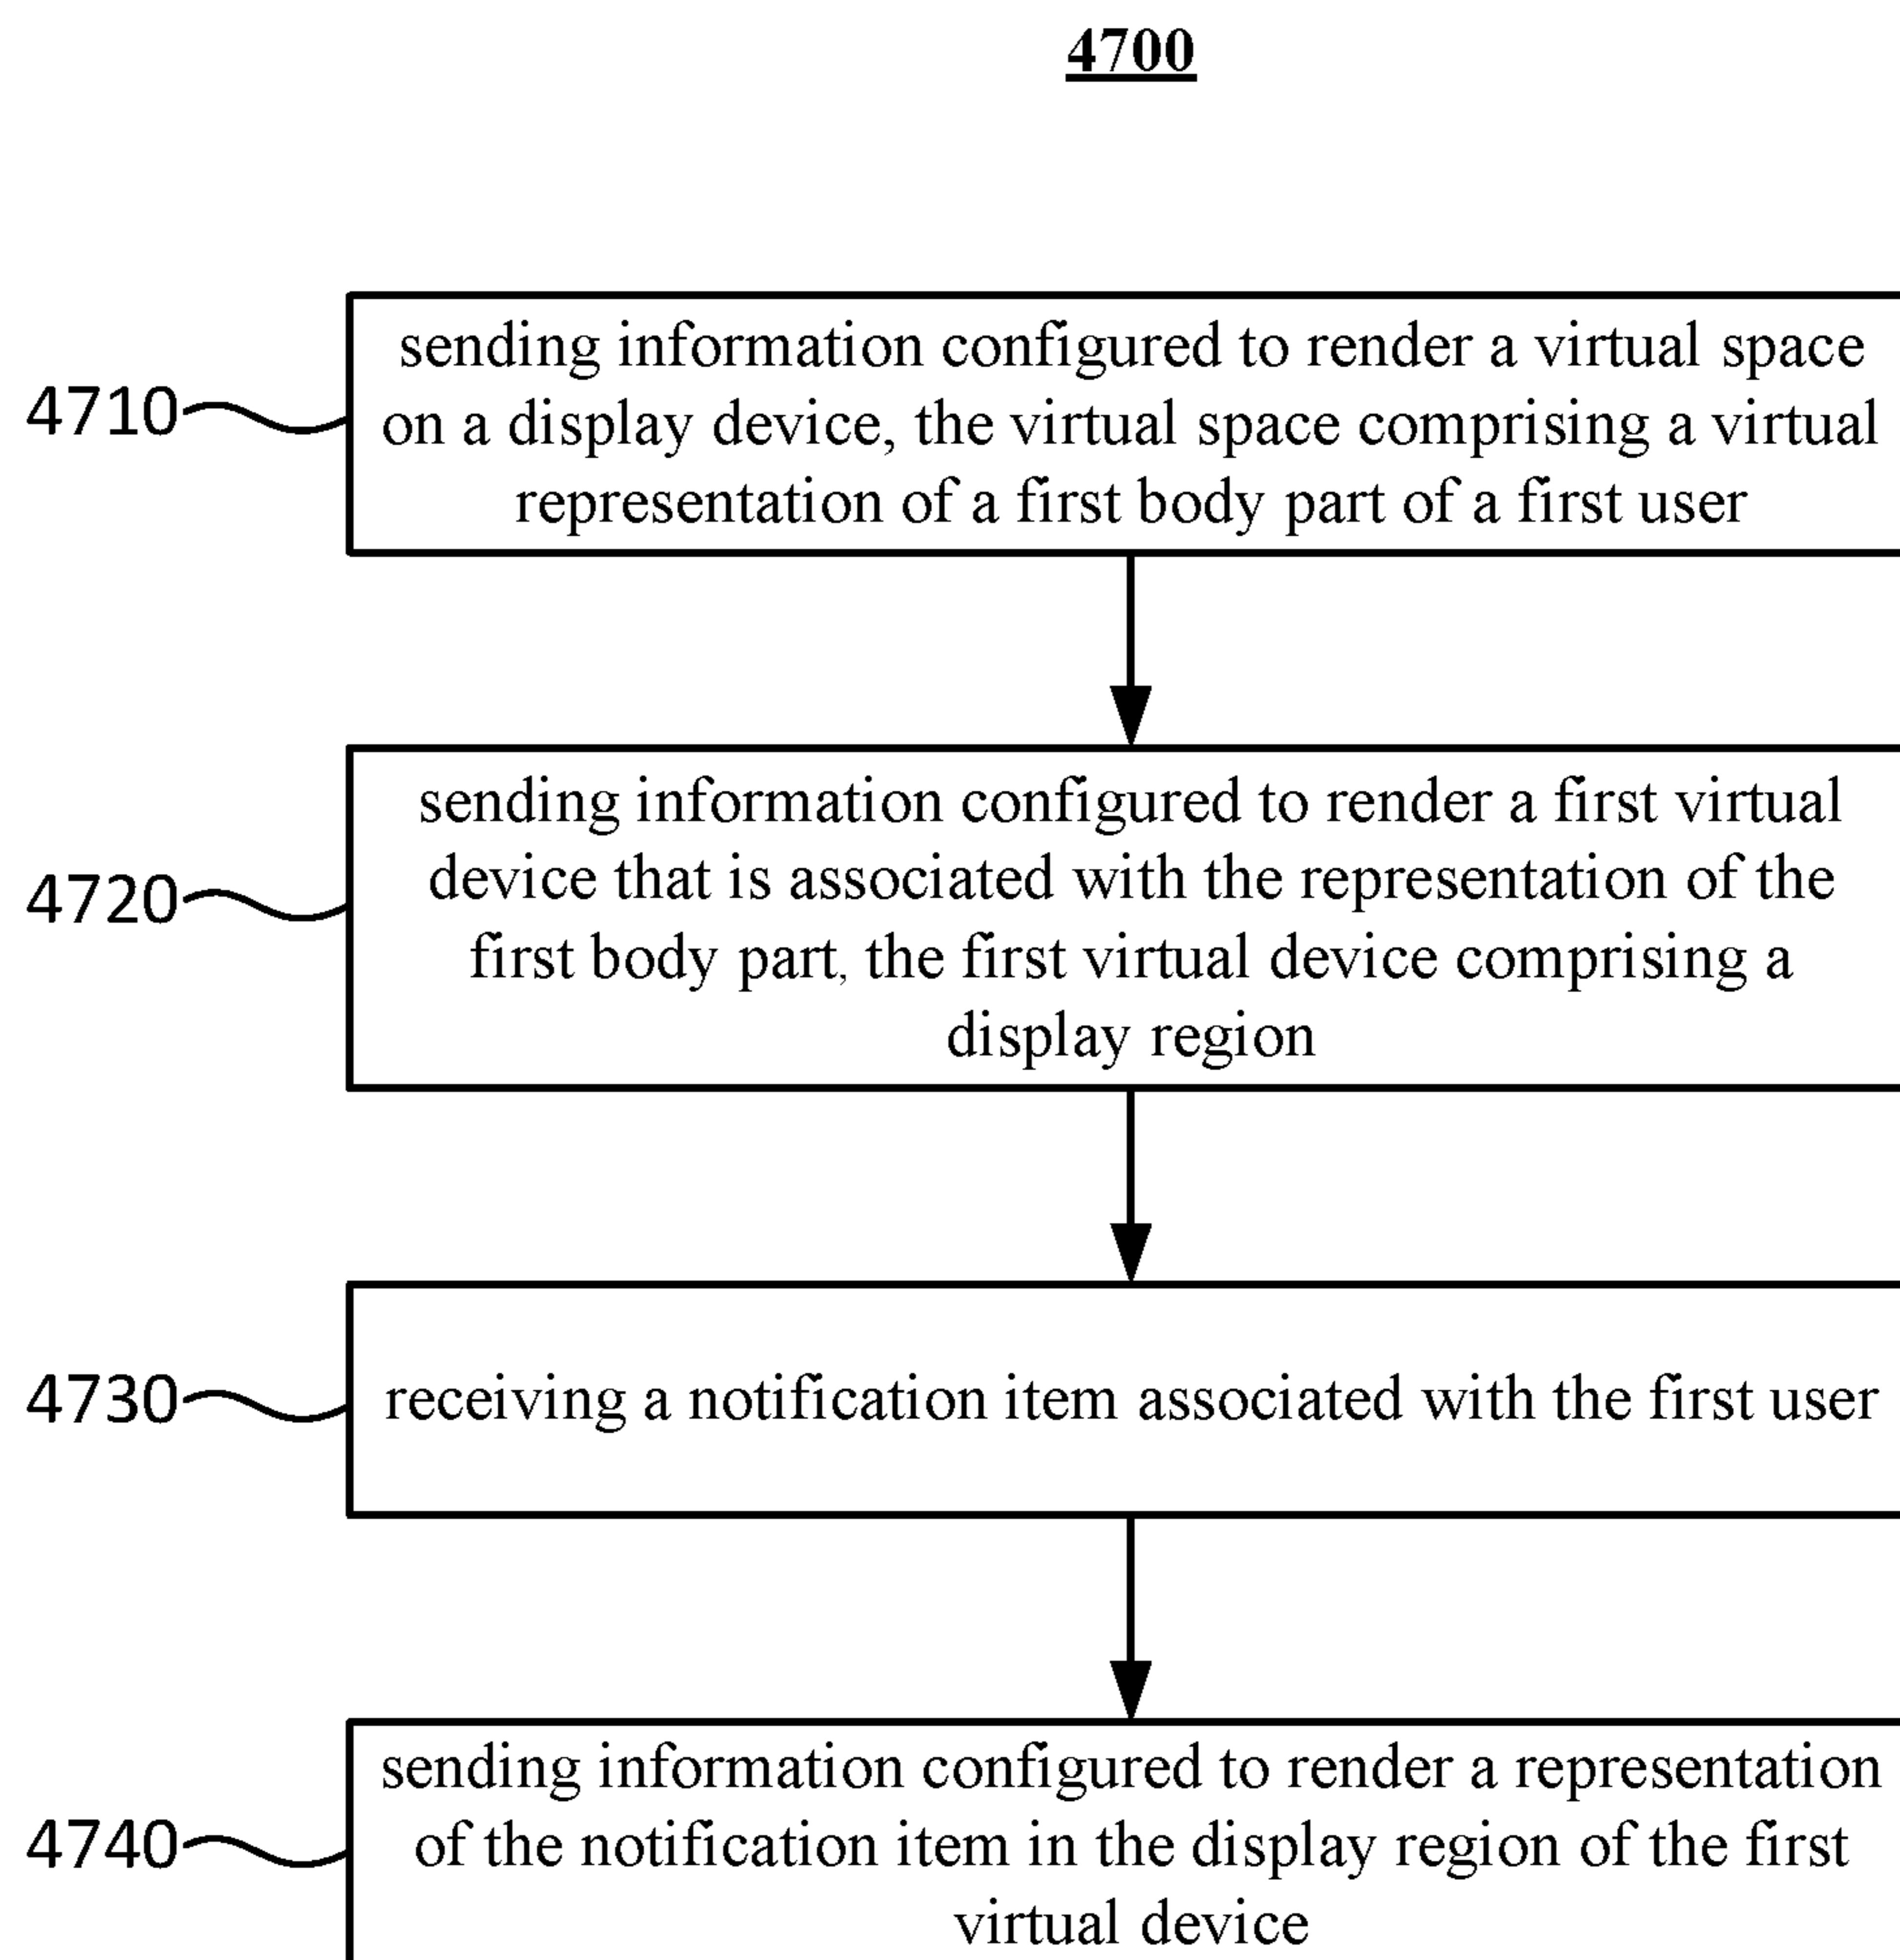 4700
4710
sending information configured to render a virtual space
on a display device, the virtual space comprising a virtual
representation of a first body part of a first user
4720
sending information configured to render a first virtual
device that is associated with the representation of the
first body part, the first virtual device comprising a
display region
4730
receiving a notification item associated with the first user
4740
sending information configured to render a representation
of the notification item in the display region of the first
virtual device